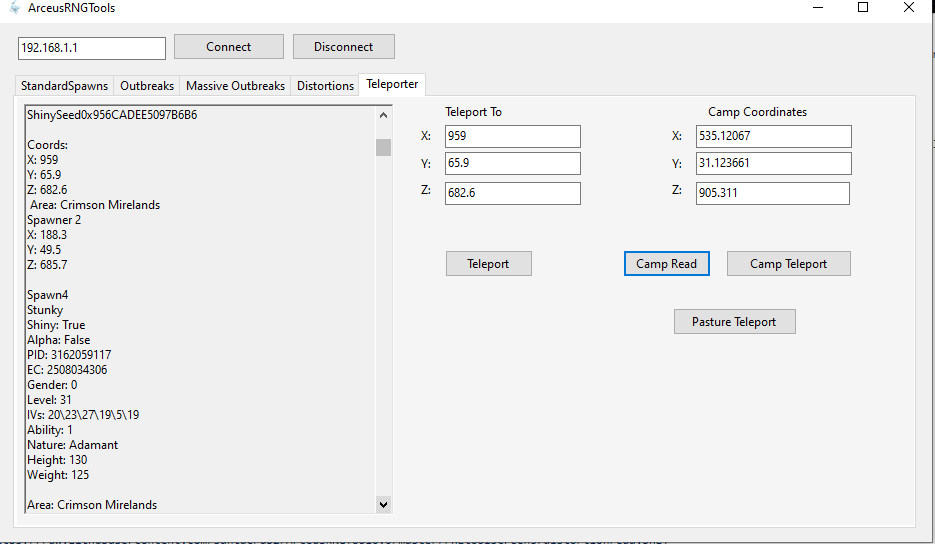 ArceusRNGTools
192.168.1.1
Connect
Disconnect
StandardSpawns
Outbreaks
Massive Outbreaks
Distortions
Teleporter
ShinySeed0x956CADEE5097B6B6
Coords:
X: 959
Y: 65.9
Z: 682.6
Area: Crimson Mirelands
Spawner 2
X: 188.3
Y: 49.5
Z: 685.7
Spawn4
Stunky
Shiny: True
Alpha: False
PID: 3162059117
EC: 2508034306
Gender: 0
Level: 31
IVs: 20\23\27\19\5\19
Ability: 1
Nature: Adamant
Height: 130
Weight: 125
Area: Crimson Mirelands
Teleport To
X: 959
Y: 65.9
Z: 682.6
Teleport
Camp Coordinates
X: 535.12067
Y: 31.123661
Z: 905.311
Camp Read
Camp Teleport
Pasture Teleport